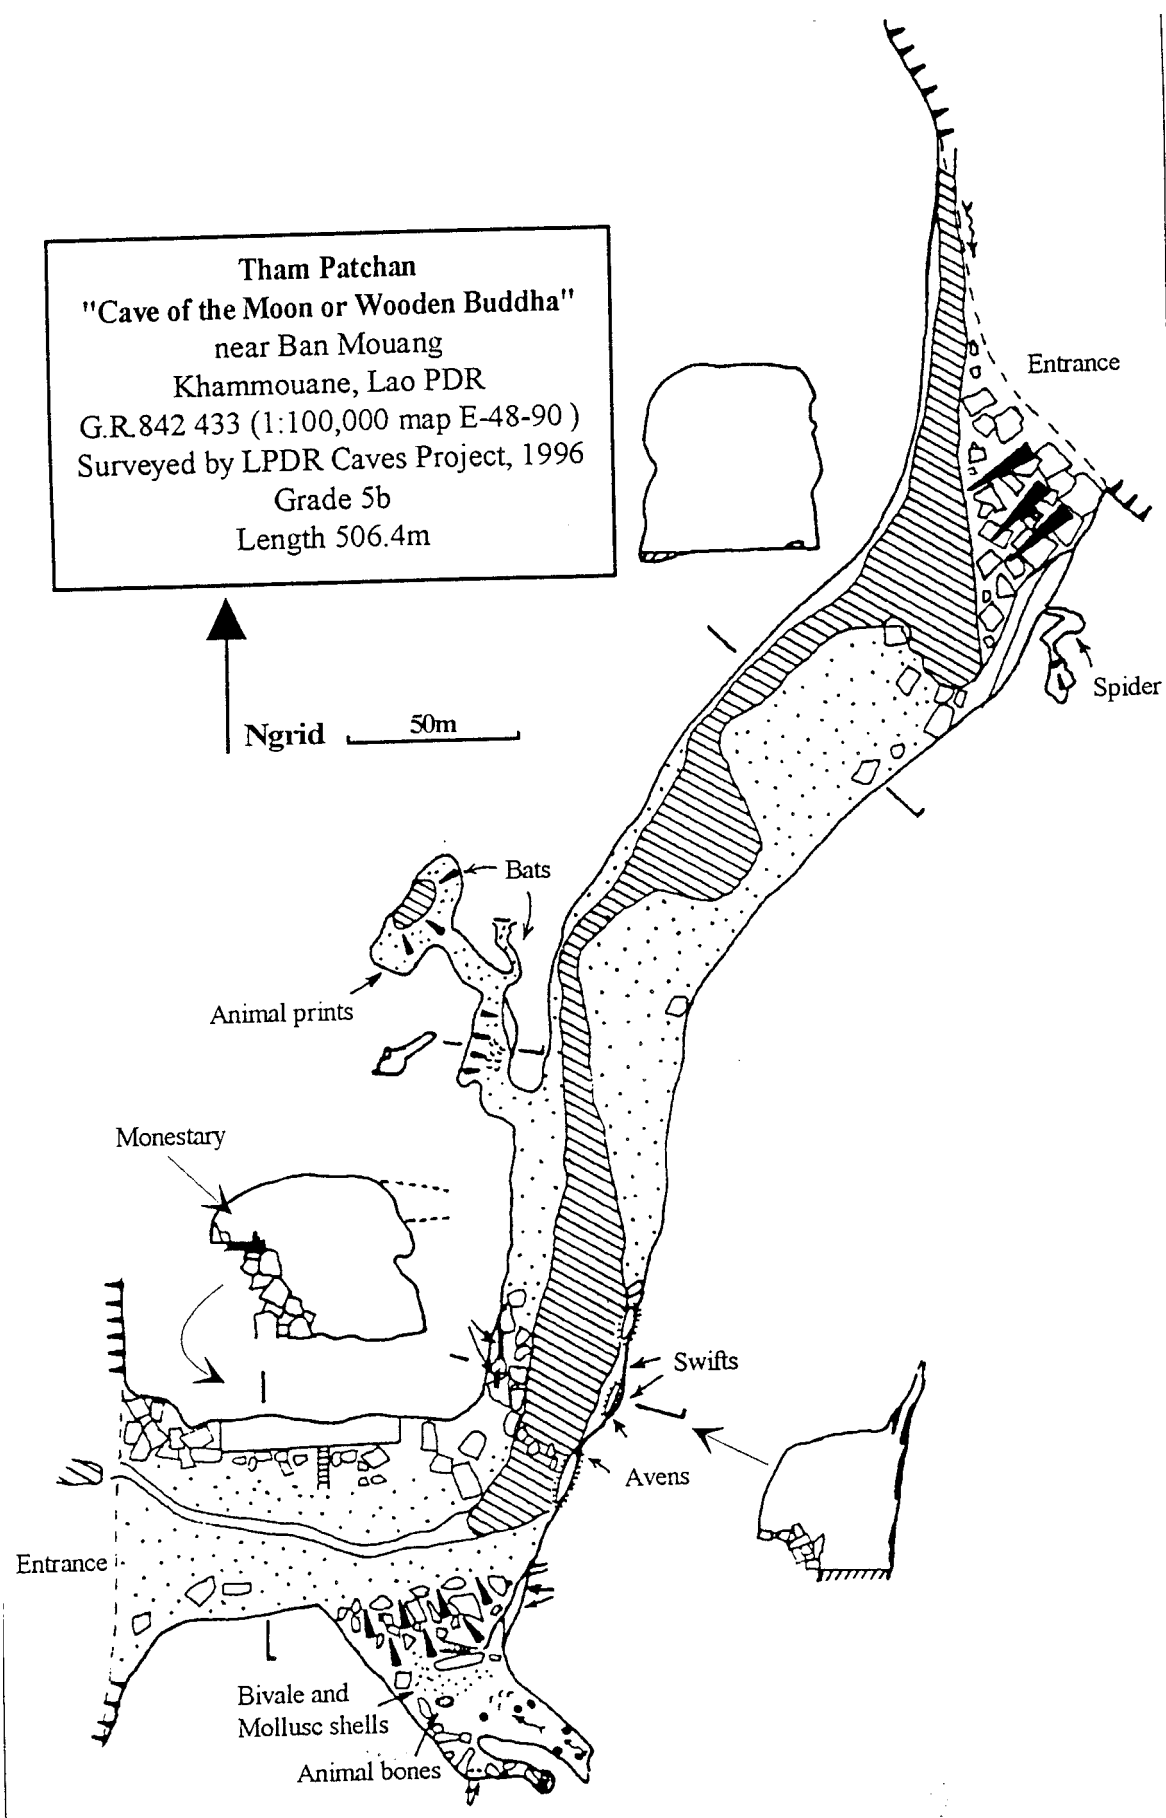 Tham Patchan
"Cave of the Moon or Wooden Buddha"
near Ban Mouang
Khammouane, Lao PDR
G.R.842 433 (1:100,000 map E-48-90 )
Surveyed by LPDR Caves Project, 1996
Grade 5b
Length 506.4m
Entrance
Spider
Ngrid
50m
Bats
Animal prints
Monestary
Swifts
Avens
Entrance
Bivale and
Mollusc shells
Animal bones